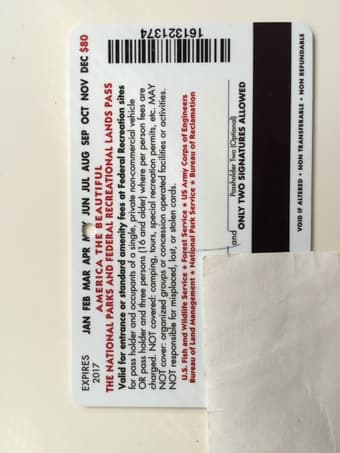 161321374
EXPIRES JAN FEB MAR APR JUN JUL AUG SEP OCT NOV DEC $80
2017 AMERICA THE BEAUTIFUL
THE NATIONAL PARKS AND FEDERAL RECREATIONAL LANDS PASS
Valid for entrance or standard amenity fees at Federal Recreation sites
for pass holder and occupants of a single, private non-commercial vehicle
OR pass holder and three persons (16 and older) where per person fees are
charged. NOT covered: camping, tours, special recreation permits, etc. MAY
NOT cover: organized groups or concession operated facilities or activities.
NOT responsible for misplaced, lost, or stolen cards.
U.S. Fish and Wildlife Service • Forest Service • US Army Corps of Engineers
Bureau of Land Management • National Park Service • Bureau of Reclamation
and
Passholder Two (Optional)
ONLY TWO SIGNATURES ALLOWED
VOID IF ALTERED • NON TRANSFERABLE • NON REFUNDABLE